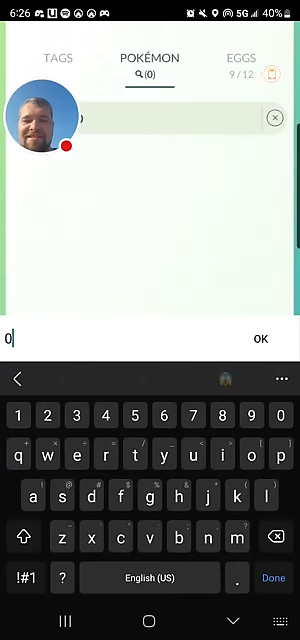 6:26
5G
40%
TAGS
POKÉMON
EGGS
(0)
9 / 12
0
OK
1 2 3 4 5 6 7 8 9 0
q w e r t y u i o p
a s d f g h j k l
z x c v b n m
!#1 ? English (US) . Done